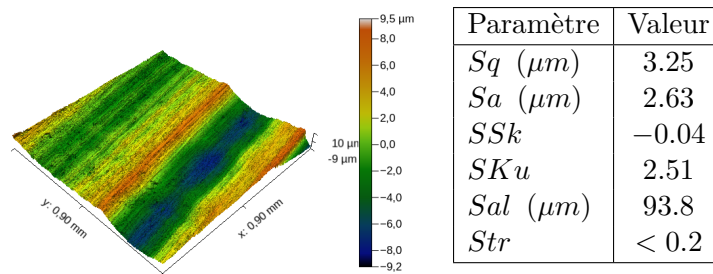 9,5 µm
8,0
6,0
4,0
2,0
0,0
−2,0
−4,0
−6,0
−8,0
−9,2
10 µm
-9 µm
y: 0,90 mm
x: 0,90 mm
Paramètre Valeur
Sq (µm) 3.25
Sa (µm) 2.63
SSk −0.04
SKu 2.51
Sal (µm) 93.8
Str < 0.2